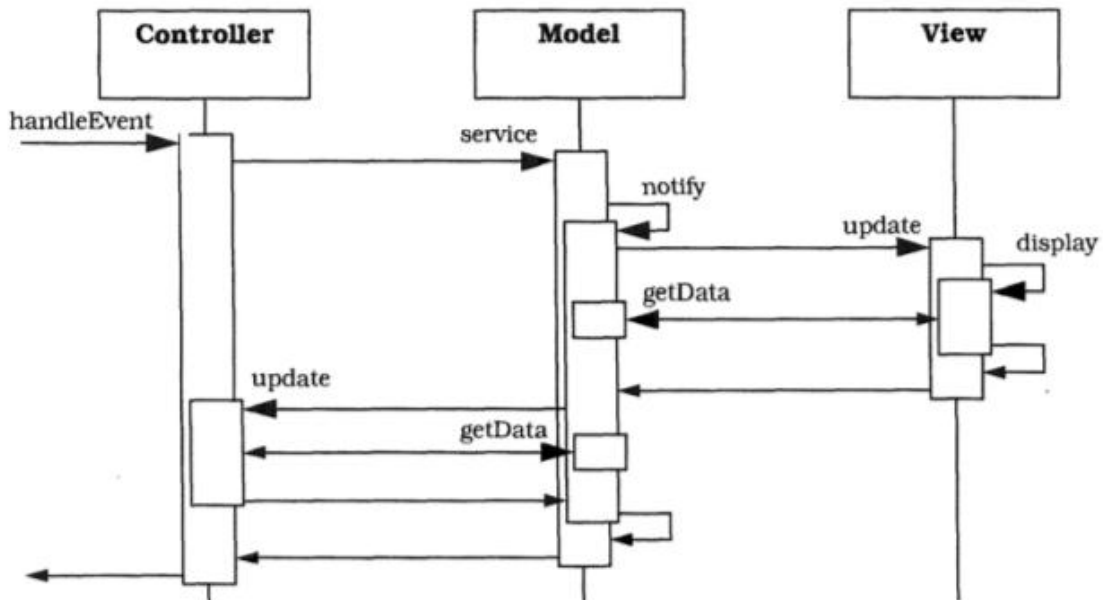 Controller
Model
View
handleEvent
service
notify
update
display
getData
update
getData